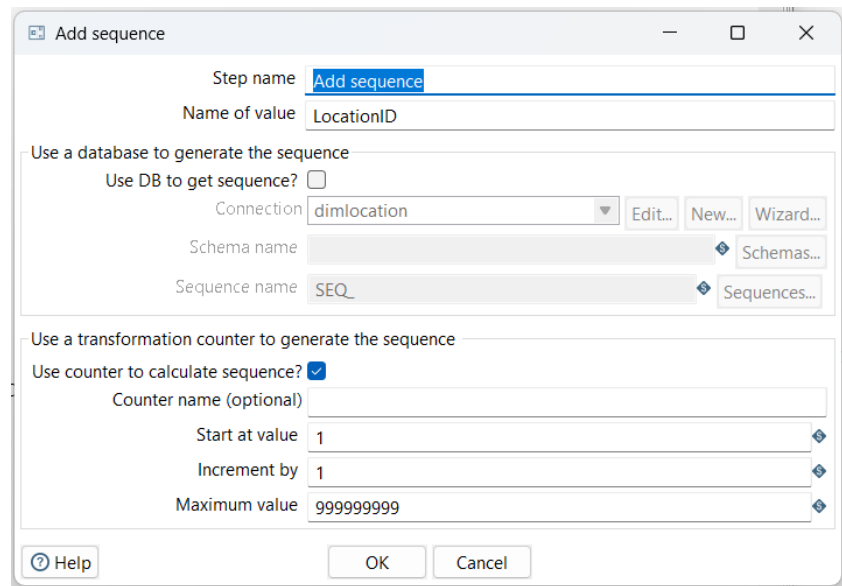 Add sequence
Step name Add sequence
Name of value LocationID
Use a database to generate the sequence
Use DB to get sequence?
Connection dimlocation Edit... New... Wizard...
Schema name Schemas...
Sequence name SEQ_ Sequences...
Use a transformation counter to generate the sequence
Use counter to calculate sequence?
Counter name (optional)
Start at value 1
Increment by 1
Maximum value 999999999
Help OK Cancel